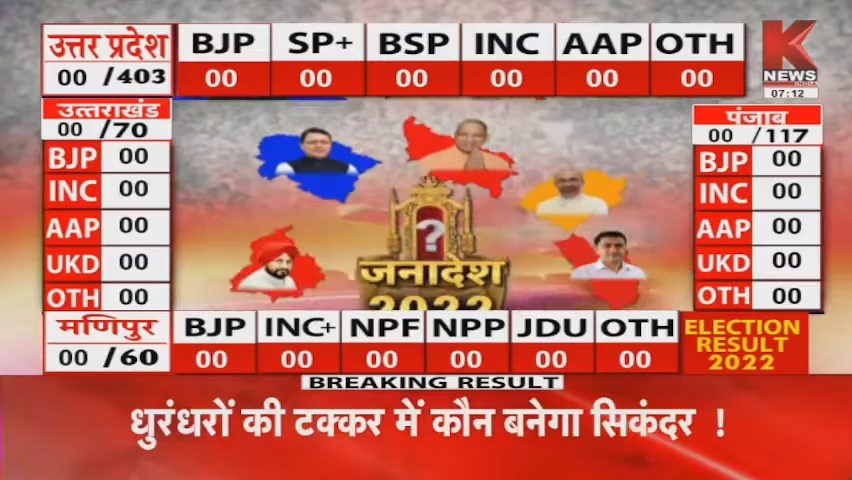 उत्तर प्रदेश
00 /403
BJP SP+ BSP INC AAP OTH
00 00 00 00 00 00
K
NEWS
INDIA
07:12
उत्तराखंड
00 /70
BJP 00
INC 00
AAP 00
UKD 00
OTH 00
?
जनादेश
2022
पंजाब
00 /117
BJP 00
INC 00
AAP 00
UKD 00
OTH 00
मणिपुर
00 /60
BJP INC+ NPF NPP JDU OTH
00 00 00 00 00 00
ELECTION
RESULT
2022
BREAKING RESULT
धुरंधरों की टक्कर में कौन बनेगा सिकंदर !